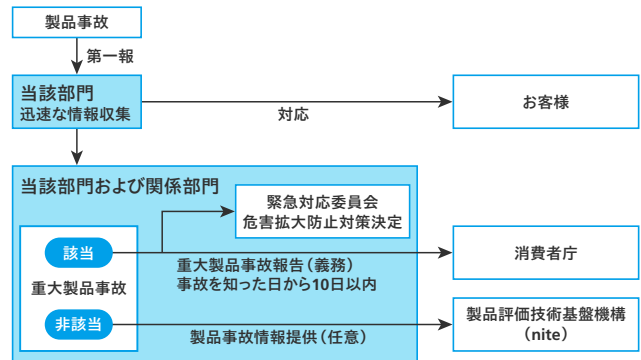 製品事故
第一報
当該部門
迅速な情報収集
対応
お客様
当該部門および関係部門
緊急対応委員会
危害拡大防止対策決定
該当
重大製品事故
非該当
重大製品事故報告（義務）
事故を知った日から10日以内
消費者庁
製品事故情報提供（任意）
製品評価技術基盤機構
（nite）